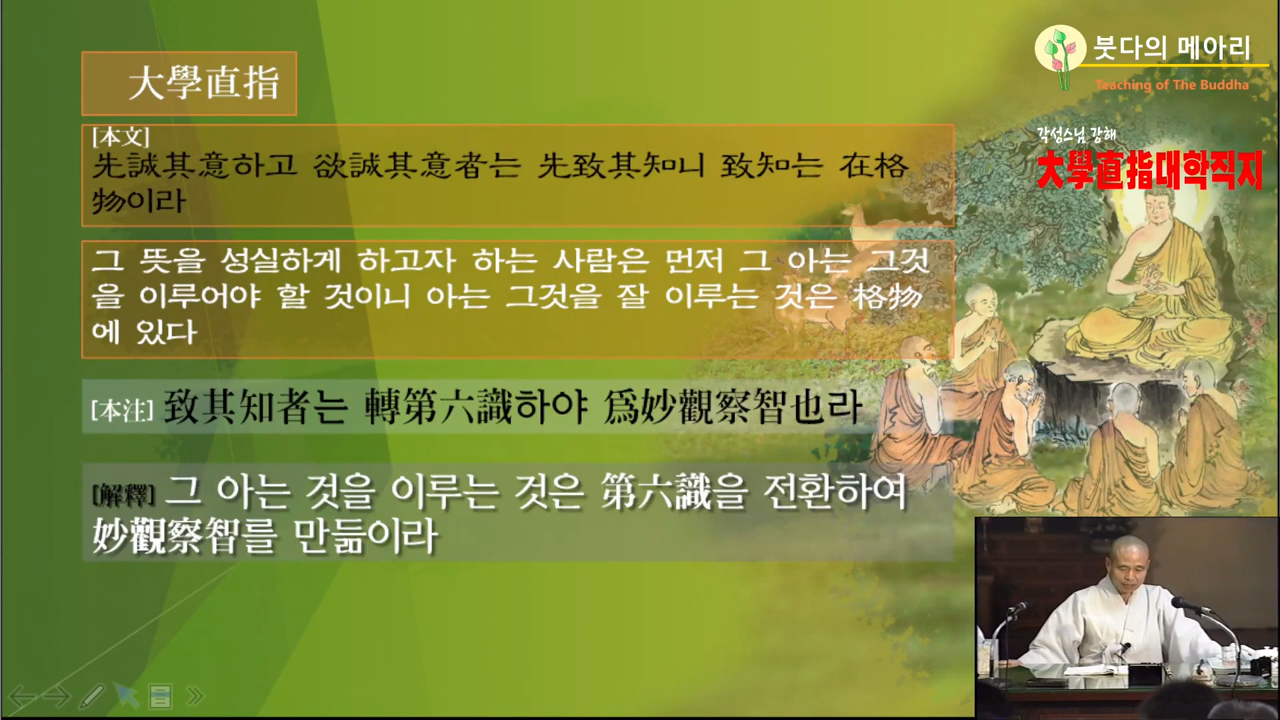 大學直指
[本文]
先誠其意하고 欲誠其意者는 先致其知니 致知는 在格
物이라
그 뜻을 성실하게 하고자 하는 사람은 먼저 그 아는 그것
을 이루어야 할 것이니 아는 그것을 잘 이루는 것은 格物
에 있다
[本注] 致其知者는 轉第六識하야 爲妙觀察智也라
[解釋] 그 아는 것을 이루는 것은 第六識을 전환하여
妙觀察智를 만듦이라
붓다의 메아리
Teaching of The Buddha
각성스님 강해
大學直指대학직지